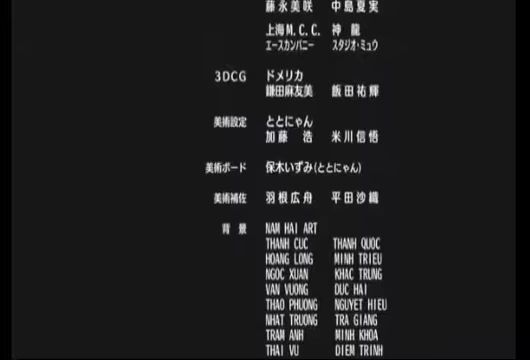 藤永美咲 中島夏実
上海M.C.C. 神龍
エースカンパニー スタジオ・ミュウ
3DCG ドメリカ
鎌田麻友美 飯田祐輝
美術設定 ととにゃん
加藤 浩 米川信悟
美術ボード 保木いずみ(ととにゃん)
美術補佐 羽根広舟 平田沙織
背景 NAM HAI ART
THANH CUC THANH QUOC
HOANG LONG MINH TRIEU
NGOC XUAN KHAC TRUNG
VAN VUONG DUC HAI
THAO PHUONG NGUYET HIEU
NHAT TRUONG TRA GIANG
TRAM ANH MINH KHOA
THAI VU DIEM TRINH